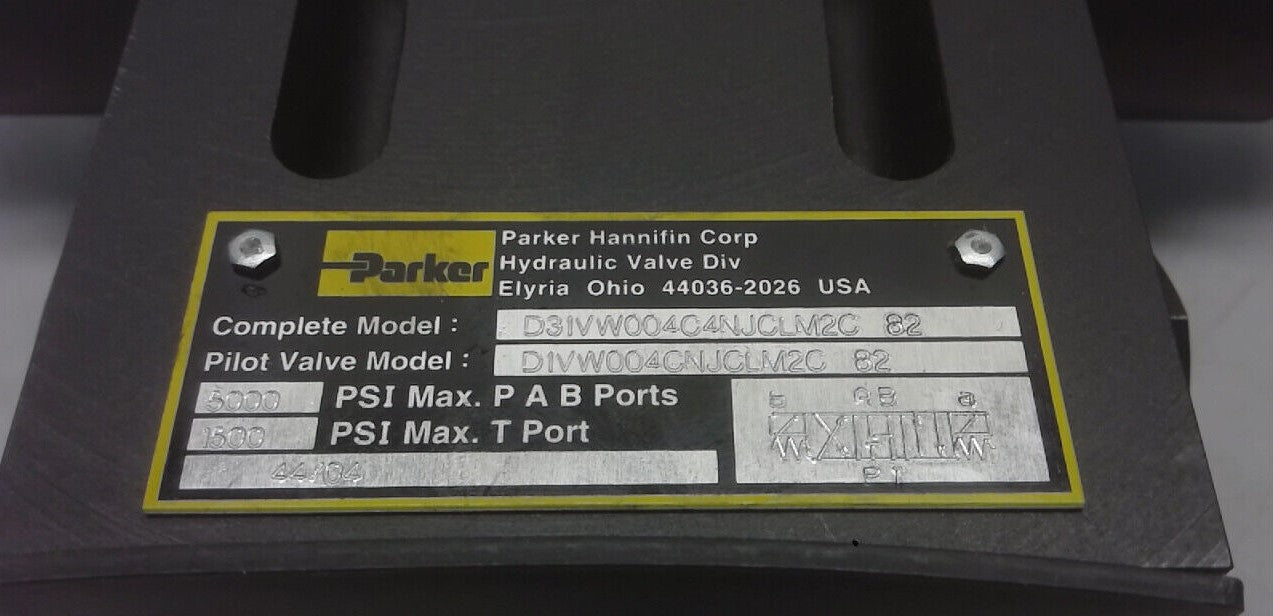 Parker
Parker Hannifin Corp
Hydraulic Valve Div
Elyria Ohio 44036-2026 USA
Complete Model : D31VW004C4NJCLM2C 82
Pilot Valve Model : D1VW004CNJCLM2C 82
5000 PSI Max. P A B Ports
1500 PSI Max. T Port
44/04
b AB a
P T